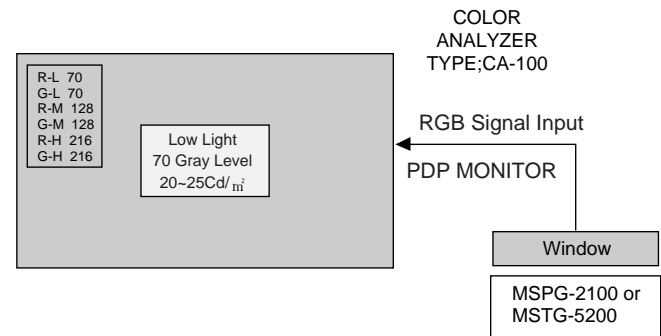 COLOR
ANALYZER
TYPE;CA-100
R-L 70
G-L 70
R-M 128
G-M 128
R-H 216
G-H 216
Low Light
70 Gray Level
20~25Cd/㎡
RGB Signal Input
PDP MONITOR
Window
MSPG-2100 or
MSTG-5200